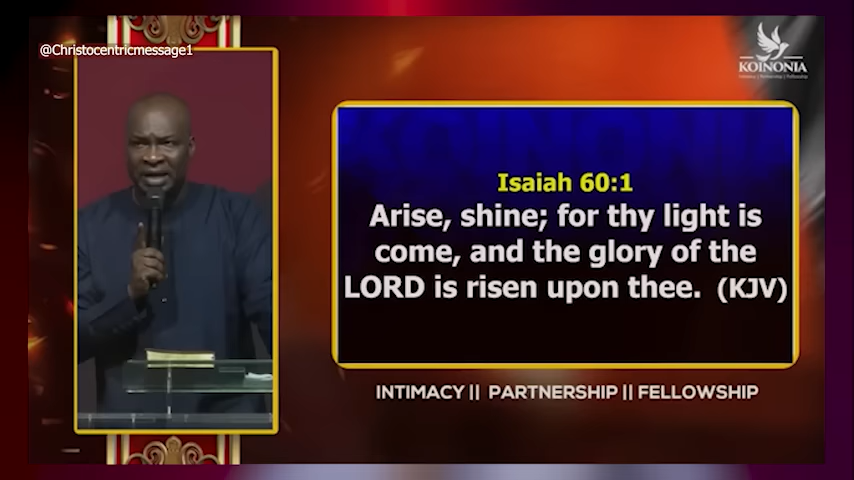 @Christocentricmessage1
KOINONIA
Isaiah 60:1
Arise, shine; for thy light is
come, and the glory of the
LORD is risen upon thee. (KJV)
INTIMACY || PARTNERSHIP || FELLOWSHIP